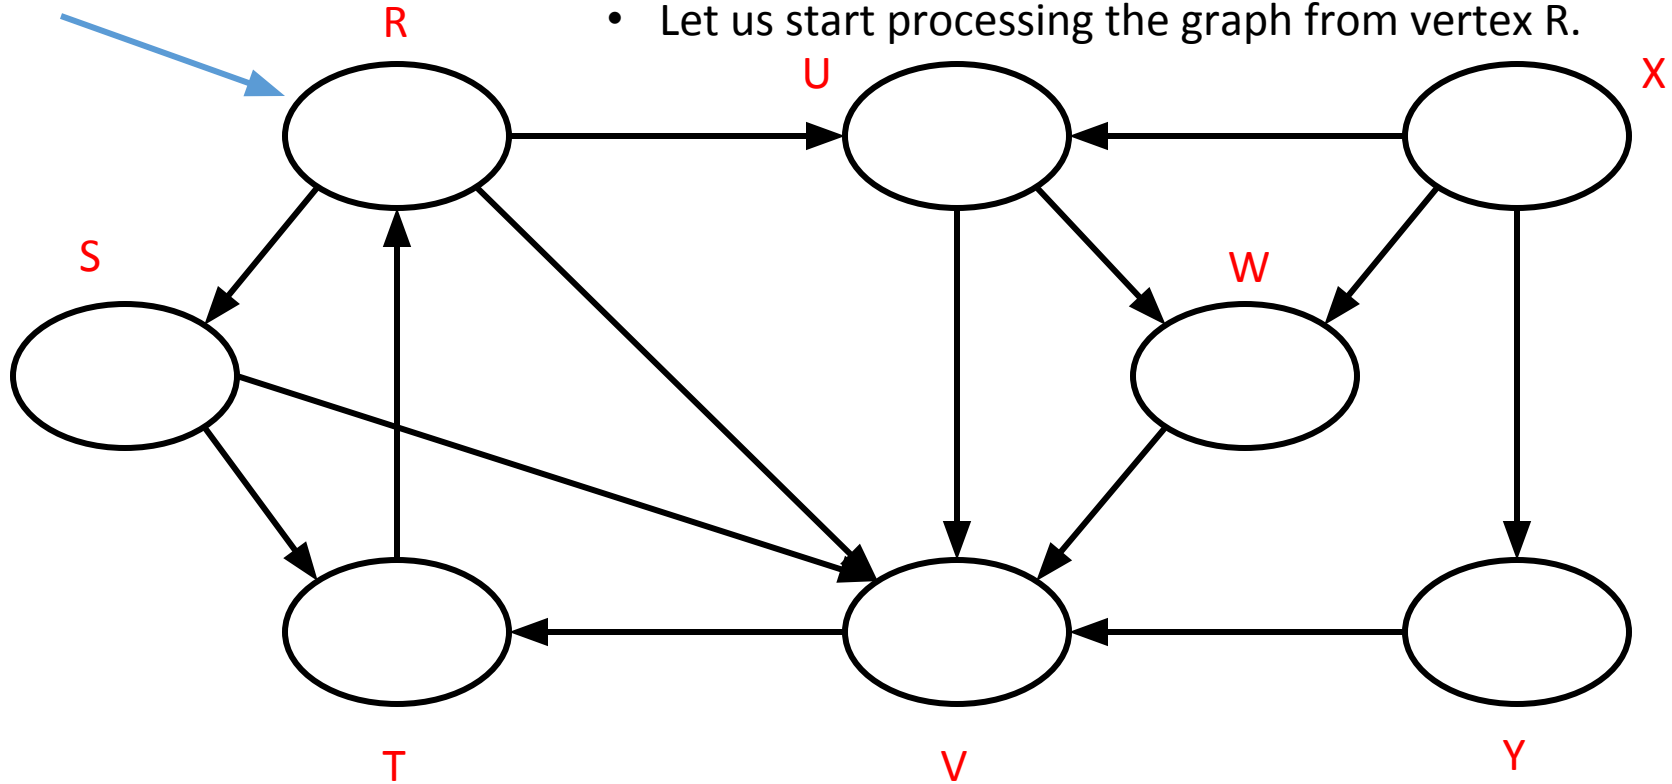 R
• Let us start processing the graph from vertex R.
U
X
S
W
T
V
Y